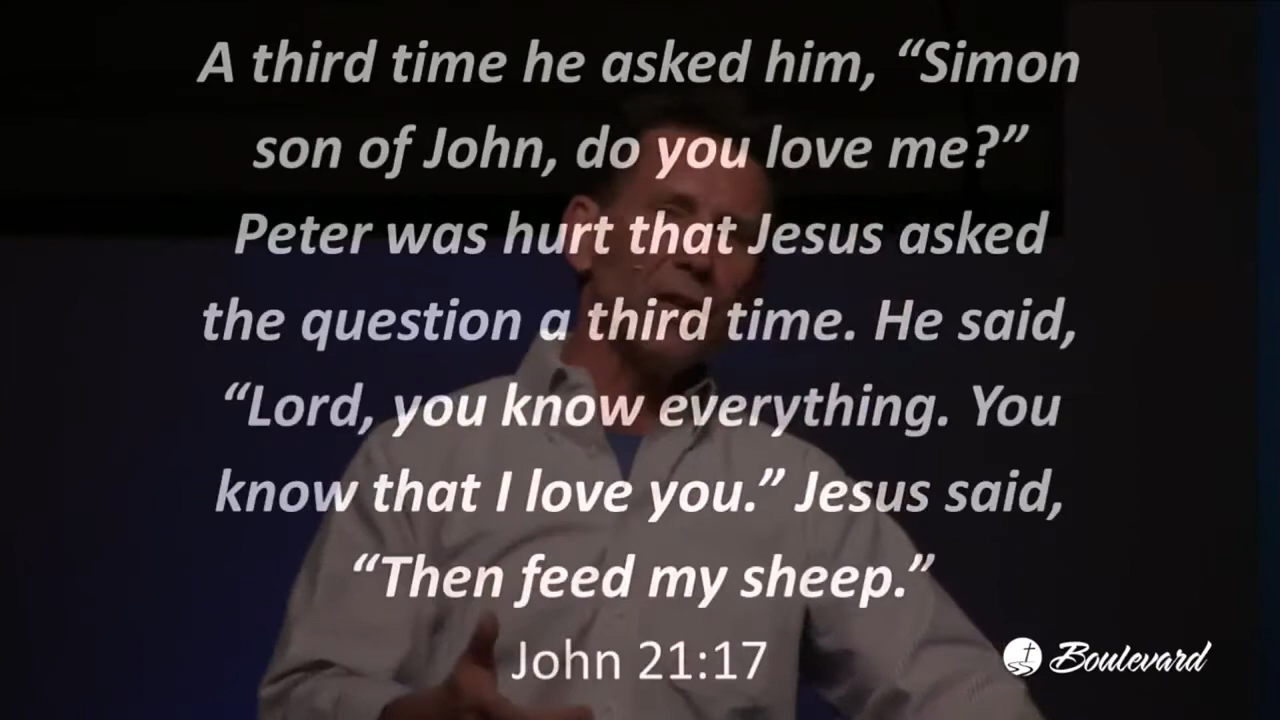 A third time he asked him, “Simon
son of John, do you love me?”
Peter was hurt that Jesus asked
the question a third time. He said,
“Lord, you know everything. You
know that I love you.” Jesus said,
“Then feed my sheep.”
John 21:17
Boulevard